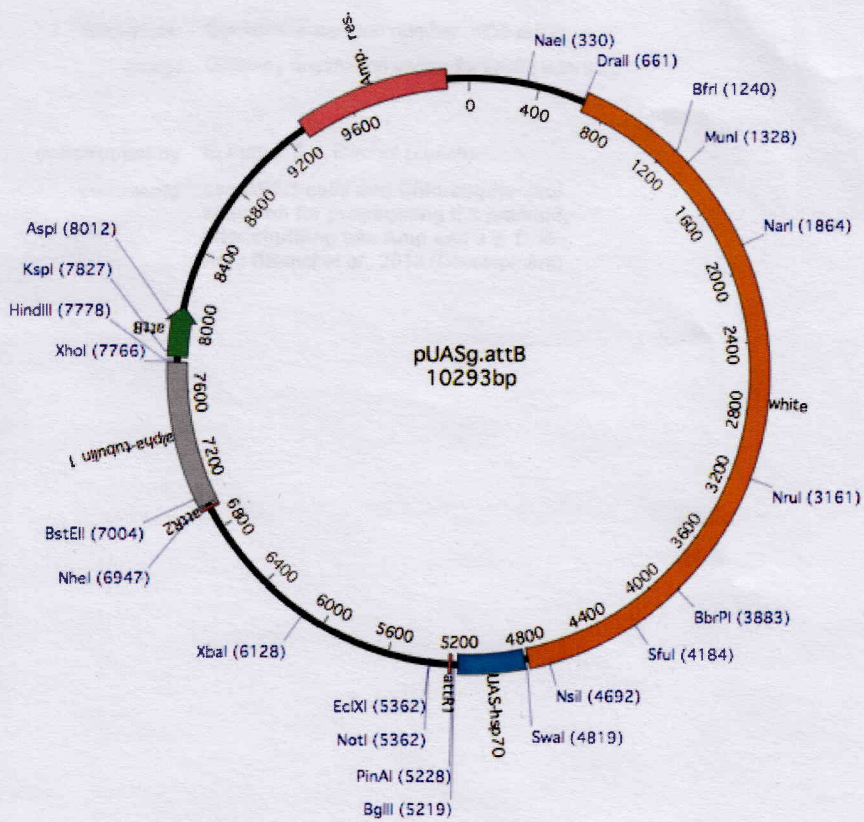 pUASg.attB
10293bp
0
400
800
1200
1600
2000
2400
2800
3200
3600
4000
4400
4800
5200
5600
6000
6400
6800
7200
7600
8000
8400
8800
9200
9600
NaeI (330)
DraII (661)
BfrI (1240)
MunI (1328)
NarI (1864)
white
NruI (3161)
BbrPI (3883)
SfuI (4184)
NsiI (4692)
SwaI (4819)
UAS-hsp70
attR1
BglII (5219)
PinAI (5228)
NotI (5362)
EclXI (5362)
XbaI (6128)
NheI (6947)
attR2
BstEII (7004)
alpha-tubulin 1
XhoI (7766)
HindIII (7778)
KspI (7827)
attB
AspI (8012)
Amp. res.